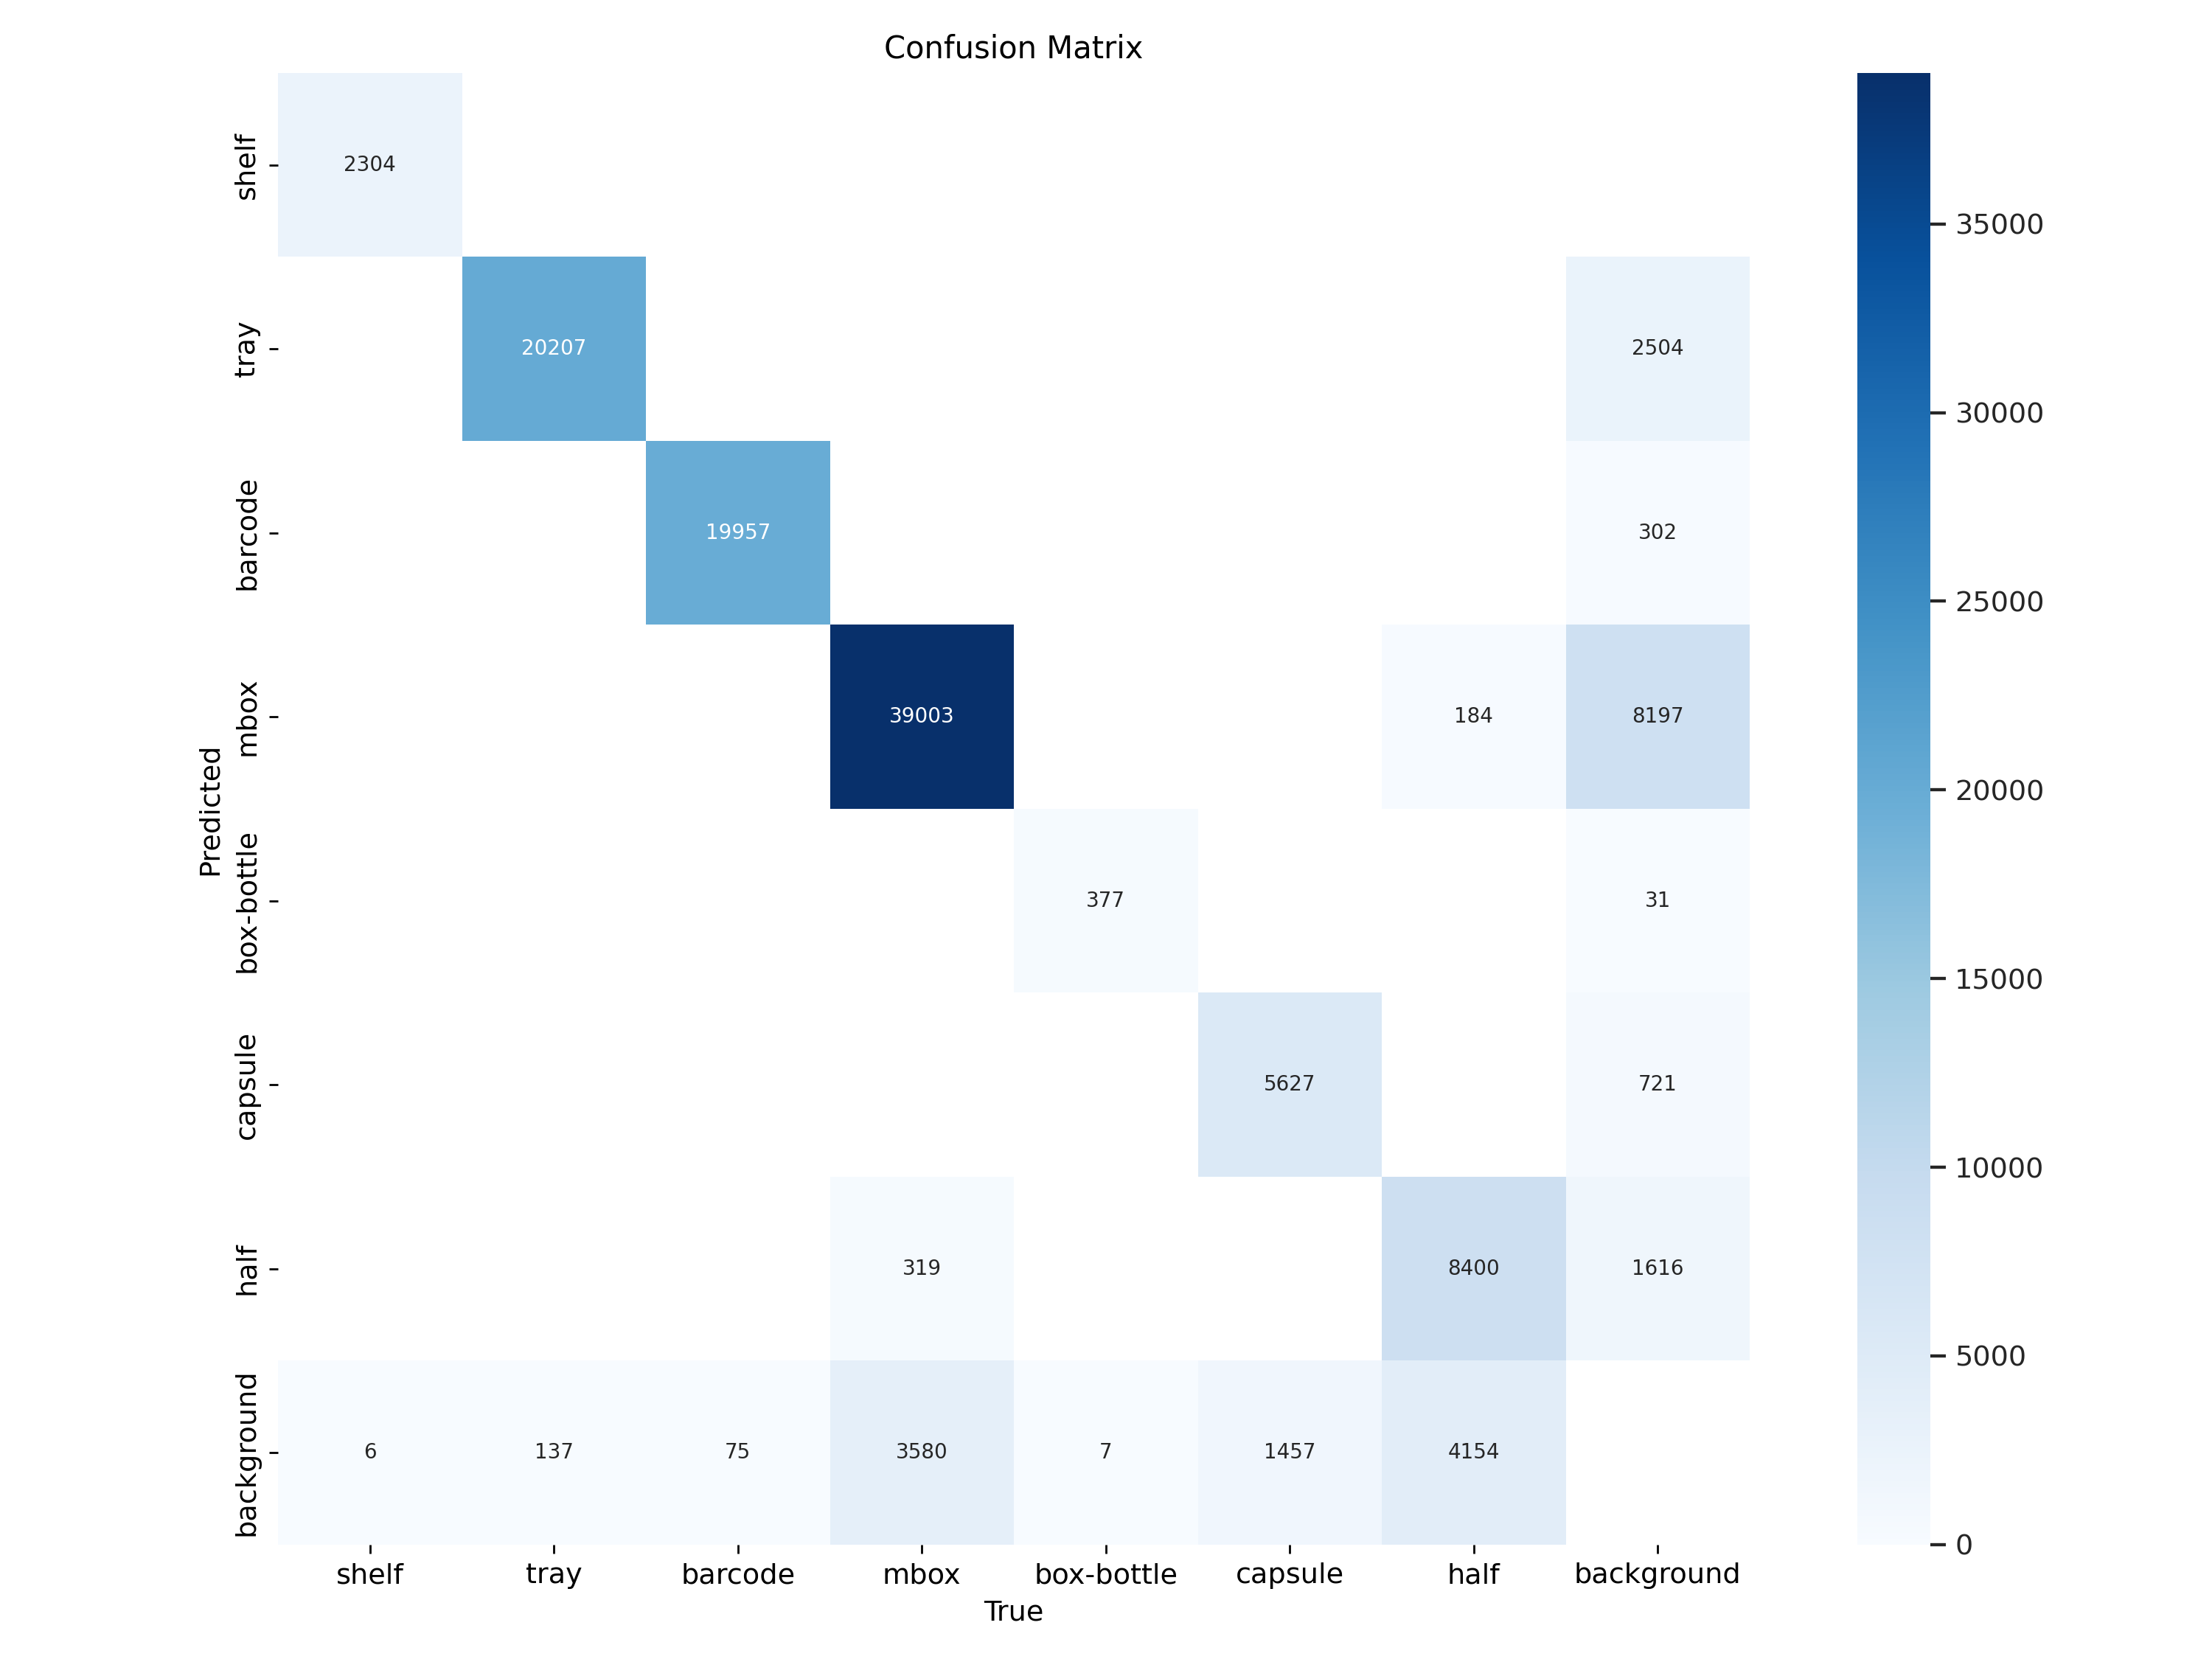 Confusion Matrix
shelf
2304
tray
20207
2504
barcode
19957
302
mbox
39003
184
8197
box-bottle
377
31
capsule
5627
721
half
319
8400
1616
background
6
137
75
3580
7
1457
4154
shelf
tray
barcode
mbox
box-bottle
capsule
half
background
True
Predicted
35000
30000
25000
20000
15000
10000
5000
0